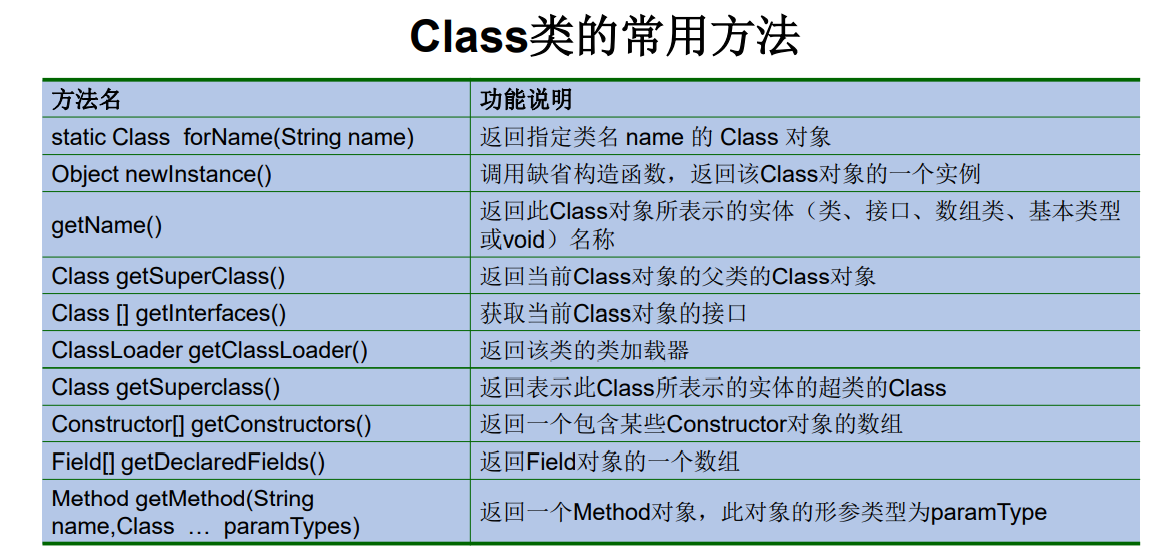 Class类的常用方法
方法名
功能说明
static Class  forName(String name)
返回指定类名 name 的 Class 对象
Object newInstance()
调用缺省构造函数，返回该Class对象的一个实例
getName()
返回此Class对象所表示的实体（类、接口、数组类、基本类型
或void）名称
Class getSuperClass()
返回当前Class对象的父类的Class对象
Class [] getInterfaces()
获取当前Class对象的接口
ClassLoader getClassLoader()
返回该类的类加载器
Class getSuperclass()
返回表示此Class所表示的实体的超类的Class
Constructor[] getConstructors()
返回一个包含某些Constructor对象的数组
Field[] getDeclaredFields()
返回Field对象的一个数组
Method getMethod(String
name,Class  …  paramTypes)
返回一个Method对象，此对象的形参类型为paramType